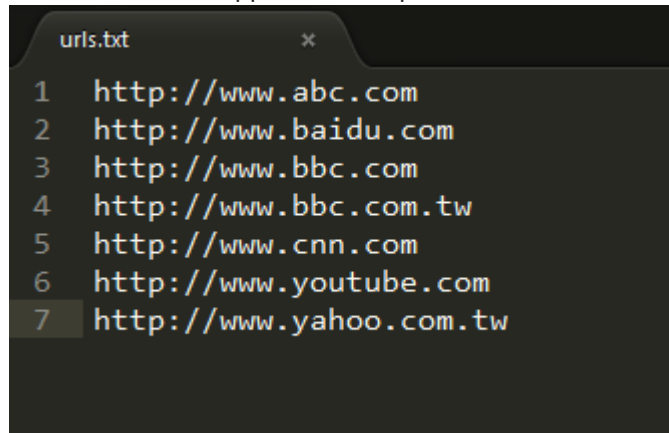 urls.txt ×
1 http://www.abc.com
2 http://www.baidu.com
3 http://www.bbc.com
4 http://www.bbc.com.tw
5 http://www.cnn.com
6 http://www.youtube.com
7 http://www.yahoo.com.tw